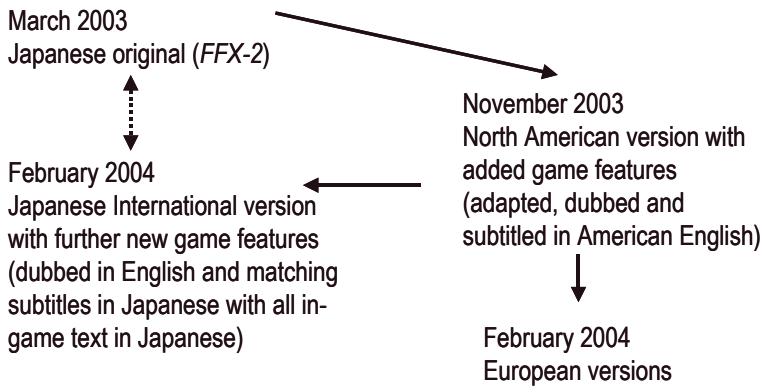 March 2003
Japanese original (FFX-2)
November 2003
North American version with
added game features
(adapted, dubbed and
subtitled in American English)
February 2004
Japanese International version
with further new game features
(dubbed in English and matching
subtitles in Japanese with all in-
game text in Japanese)
February 2004
European versions